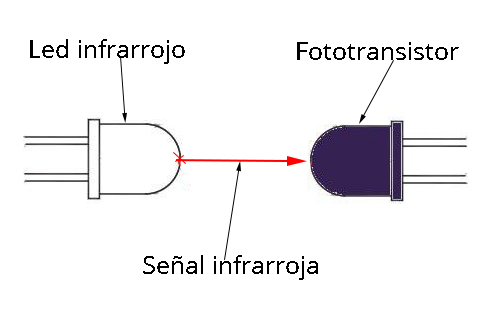 Led infrarrojo
Fototransistor
Señal infrarroja